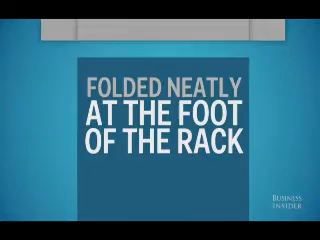 FOLDED NEATLY
AT THE FOOT
OF THE RACK
BUSINESS
INSIDER